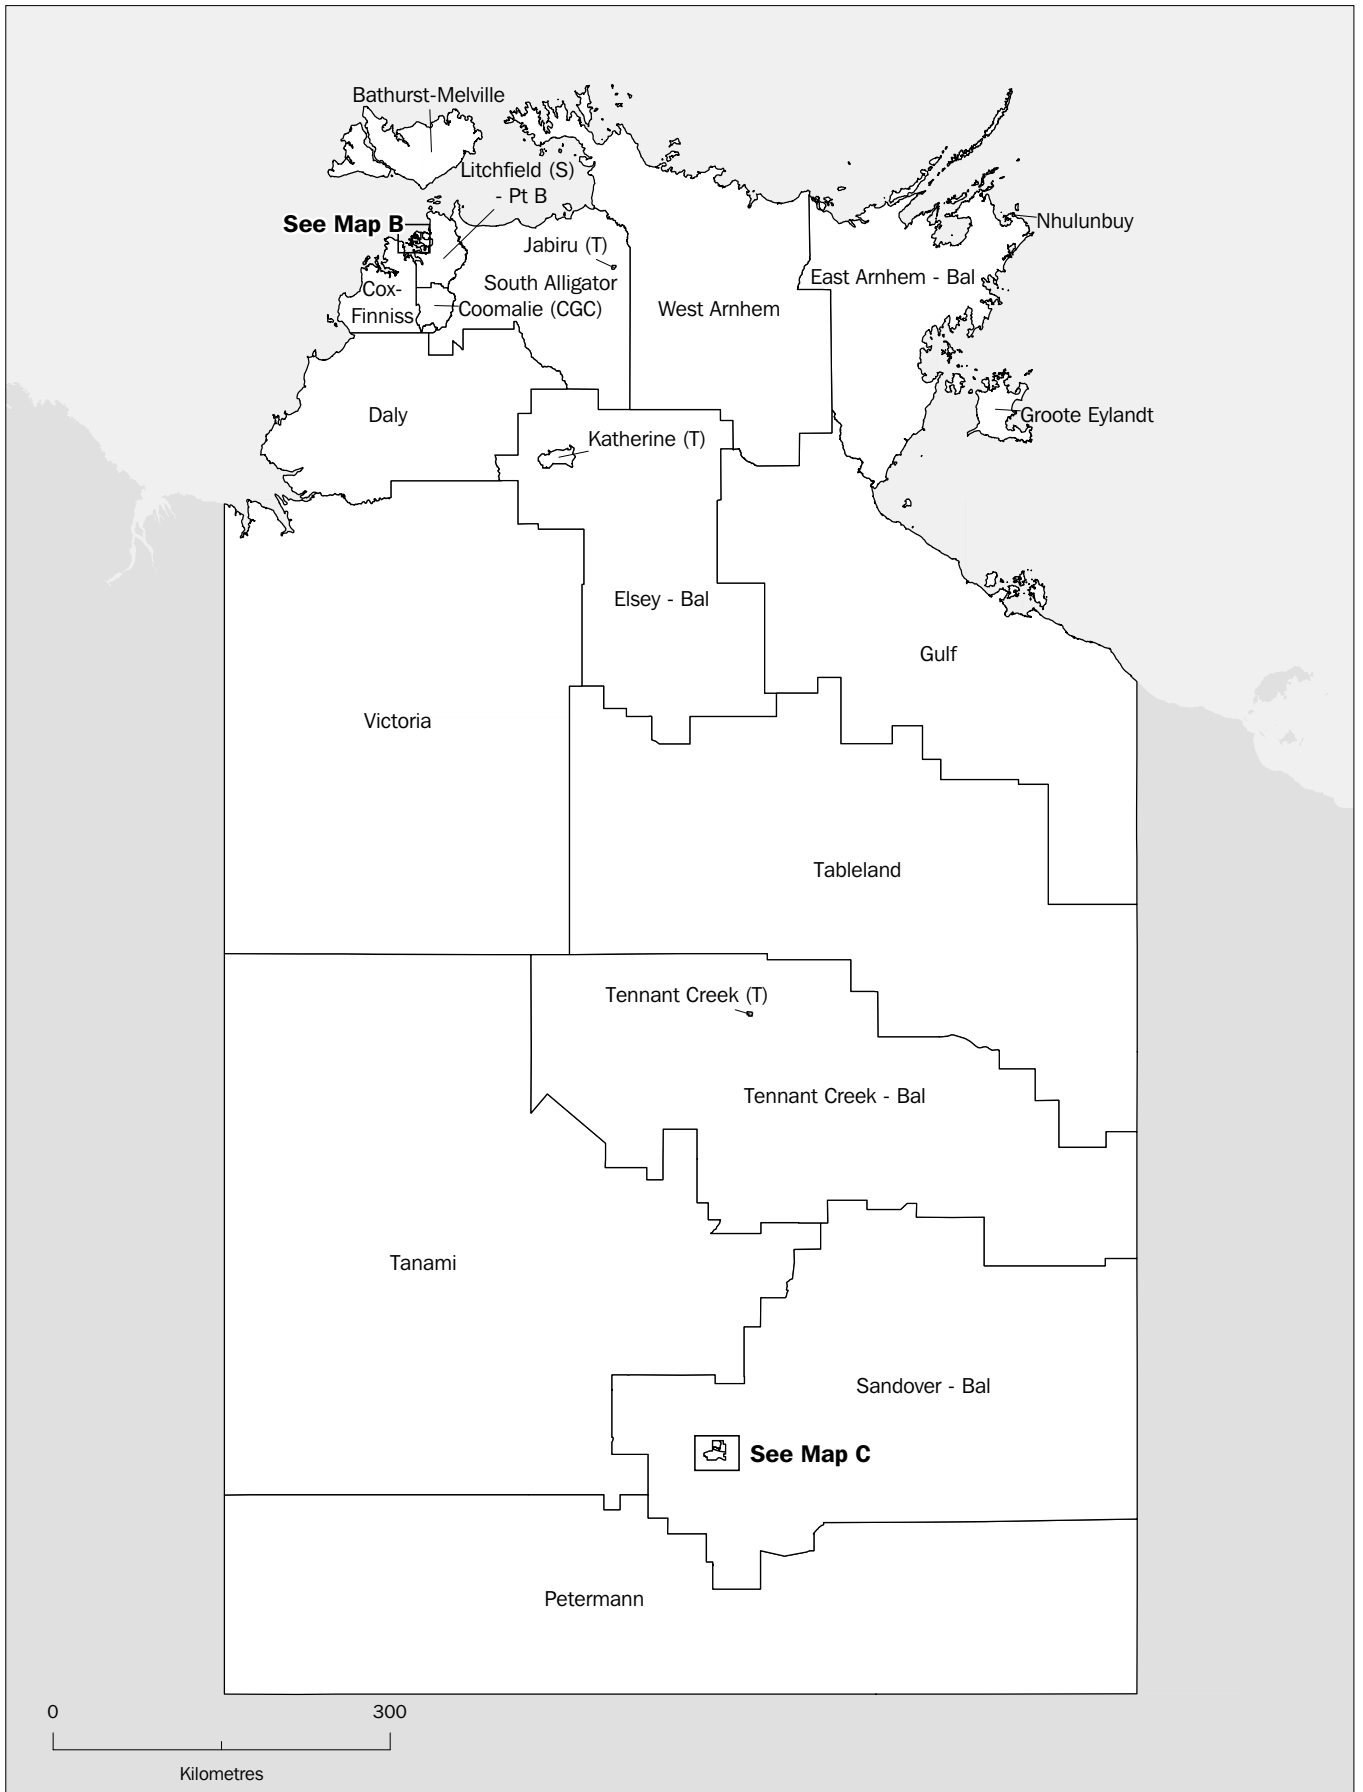 Bathurst-Melville
Litchfield (S)
- Pt B
See Map B
Nhulunbuy
Jabiru (T)
East Arnhem - Bal
South Alligator
Cox-
Finniss
Coomalie (CGC)
West Arnhem
Daly
Groote Eylandt
Katherine (T)
Elsey - Bal
Gulf
Victoria
Tableland
Tennant Creek (T)
Tennant Creek - Bal
Tanami
Sandover - Bal
See Map C
Petermann
0 300
Kilometres